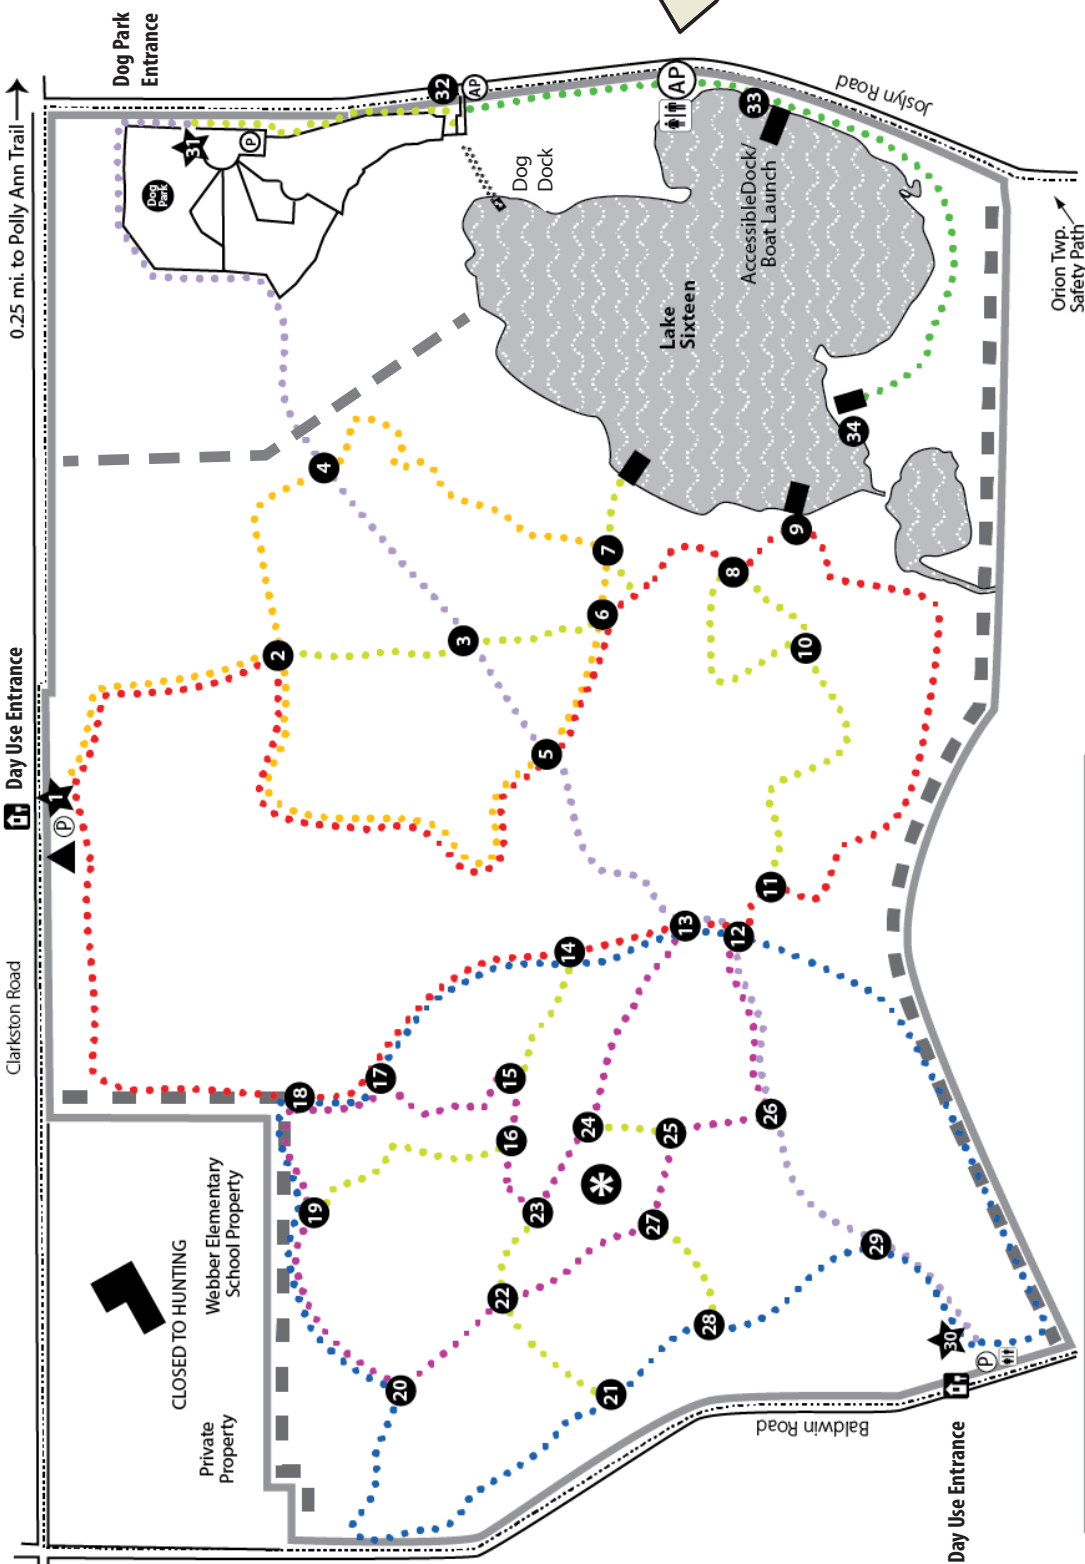 0.25 mi. to Polly Ann Trail
Dog Park
Entrance
Day Use Entrance
Clarkston Road
32
AP
AP
33
Joslyn Road
31
P
Dog
Park
Dog
Dock
AccessibleDock/
Boat Launch
Lake
Sixteen
Orion Twp.
Safety Path
34
1
P
2
3
4
5
6
7
8
9
10
11
12
13
14
15
16
17
18
19
20
21
22
23
24
25
26
27
28
29
30
*
P
CLOSED TO HUNTING
Webber Elementary
School Property
Private
Property
Baldwin Road
Day Use Entrance